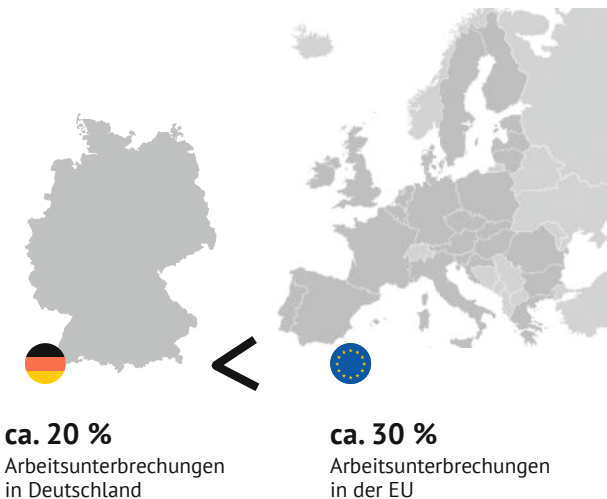 <
ca. 20 %
Arbeitsunterbrechungen
in Deutschland
ca. 30 %
Arbeitsunterbrechungen
in der EU